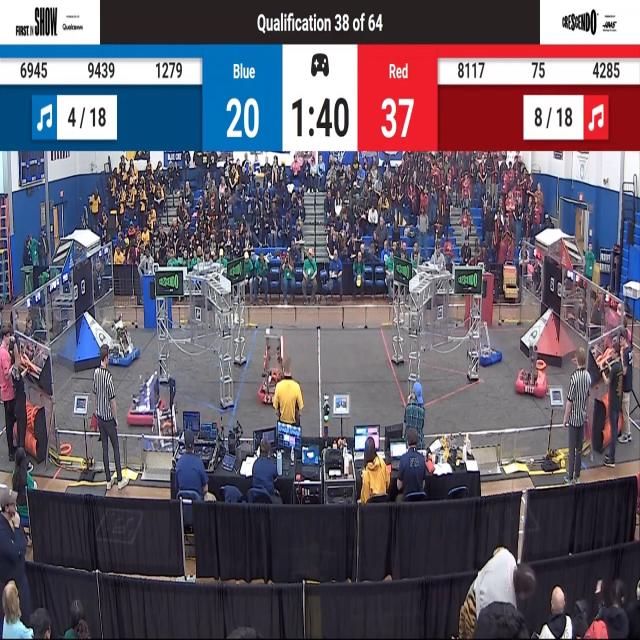 FIRST IN SHOW
Qualcomm
Qualification 38 of 64
CRESCENDO
HAAS
6945 9439 1279
Blue
Red
8117 75 4285
4 / 18
20
1:40
37
8 / 18